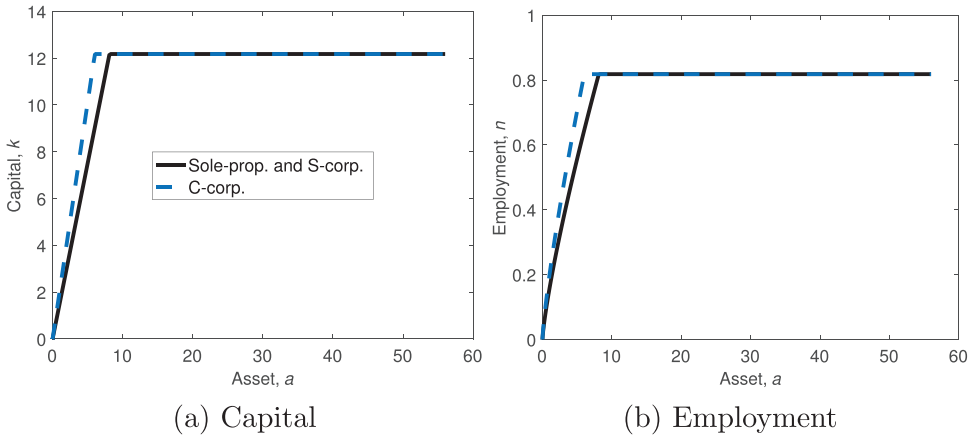 14
12
10
8
6
4
2
0
Capital, k
0 10 20 30 40 50 60
Asset, a
Sole-prop. and S-corp.
C-corp.
(a) Capital
1
0.8
0.6
0.4
0.2
0
Employment, n
0 10 20 30 40 50 60
Asset, a
(b) Employment